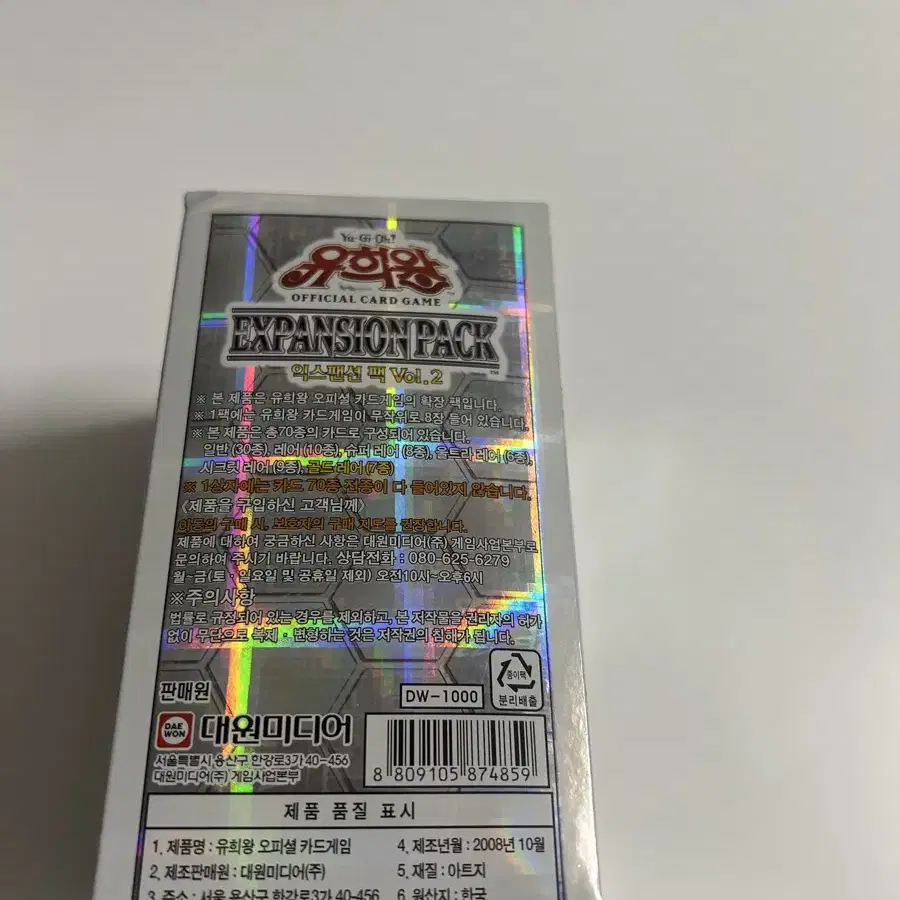 Yu-Gi-Oh!
유희왕
OFFICIAL CARD GAME
EXPANSION PACK
익스팬션 팩 Vol.2
※ 본 제품은 유희왕 오피셜 카드게임의 확장 팩입니다.
※ 1팩에는 유희왕 카드게임이 무작위로 8장 들어 있습니다.
※ 본 제품은 총70종의 카드로 구성되어 있습니다.
일반 (30종), 레어 (10종), 슈퍼 레어 (8종), 울트라 레어 (6종),
시크릿 레어 (9종), 골드 레어 (7종)
※ 1상자에는 카드 70종 전종이 다 들어있지 않습니다.
〈제품을 구입하신 고객님께〉
아동의 구매 시, 보호자의 구매 지도를 권장합니다.
제품에 대하여 궁금하신 사항은 대원미디어(주) 게임사업본부로
문의하여 주시기 바랍니다. 상담전화 : 080-625-6279
월~금(토·일요일 및 공휴일 제외) 오전10시~오후6시
※주의사항
법률로 규정되어 있는 경우를 제외하고, 본 저작물을 권리자의 허가
없이 무단으로 복제·변형하는 것은 저작권의 침해가 됩니다.
종이팩
분리배출
판매원
DW-1000
DAE WON
대원미디어
서울특별시 용산구 한강로3가 40-456
대원미디어(주) 게임사업본부
8 809105 874859
제품 품질 표시
1. 제품명 : 유희왕 오피셜 카드게임
4. 제조년월 : 2008년 10월
2. 제조판매원 : 대원미디어(주)
5. 재질 : 아트지
3. 주소 : 서울 용산구 한강로3가 40-456
6. 원산지 : 한국